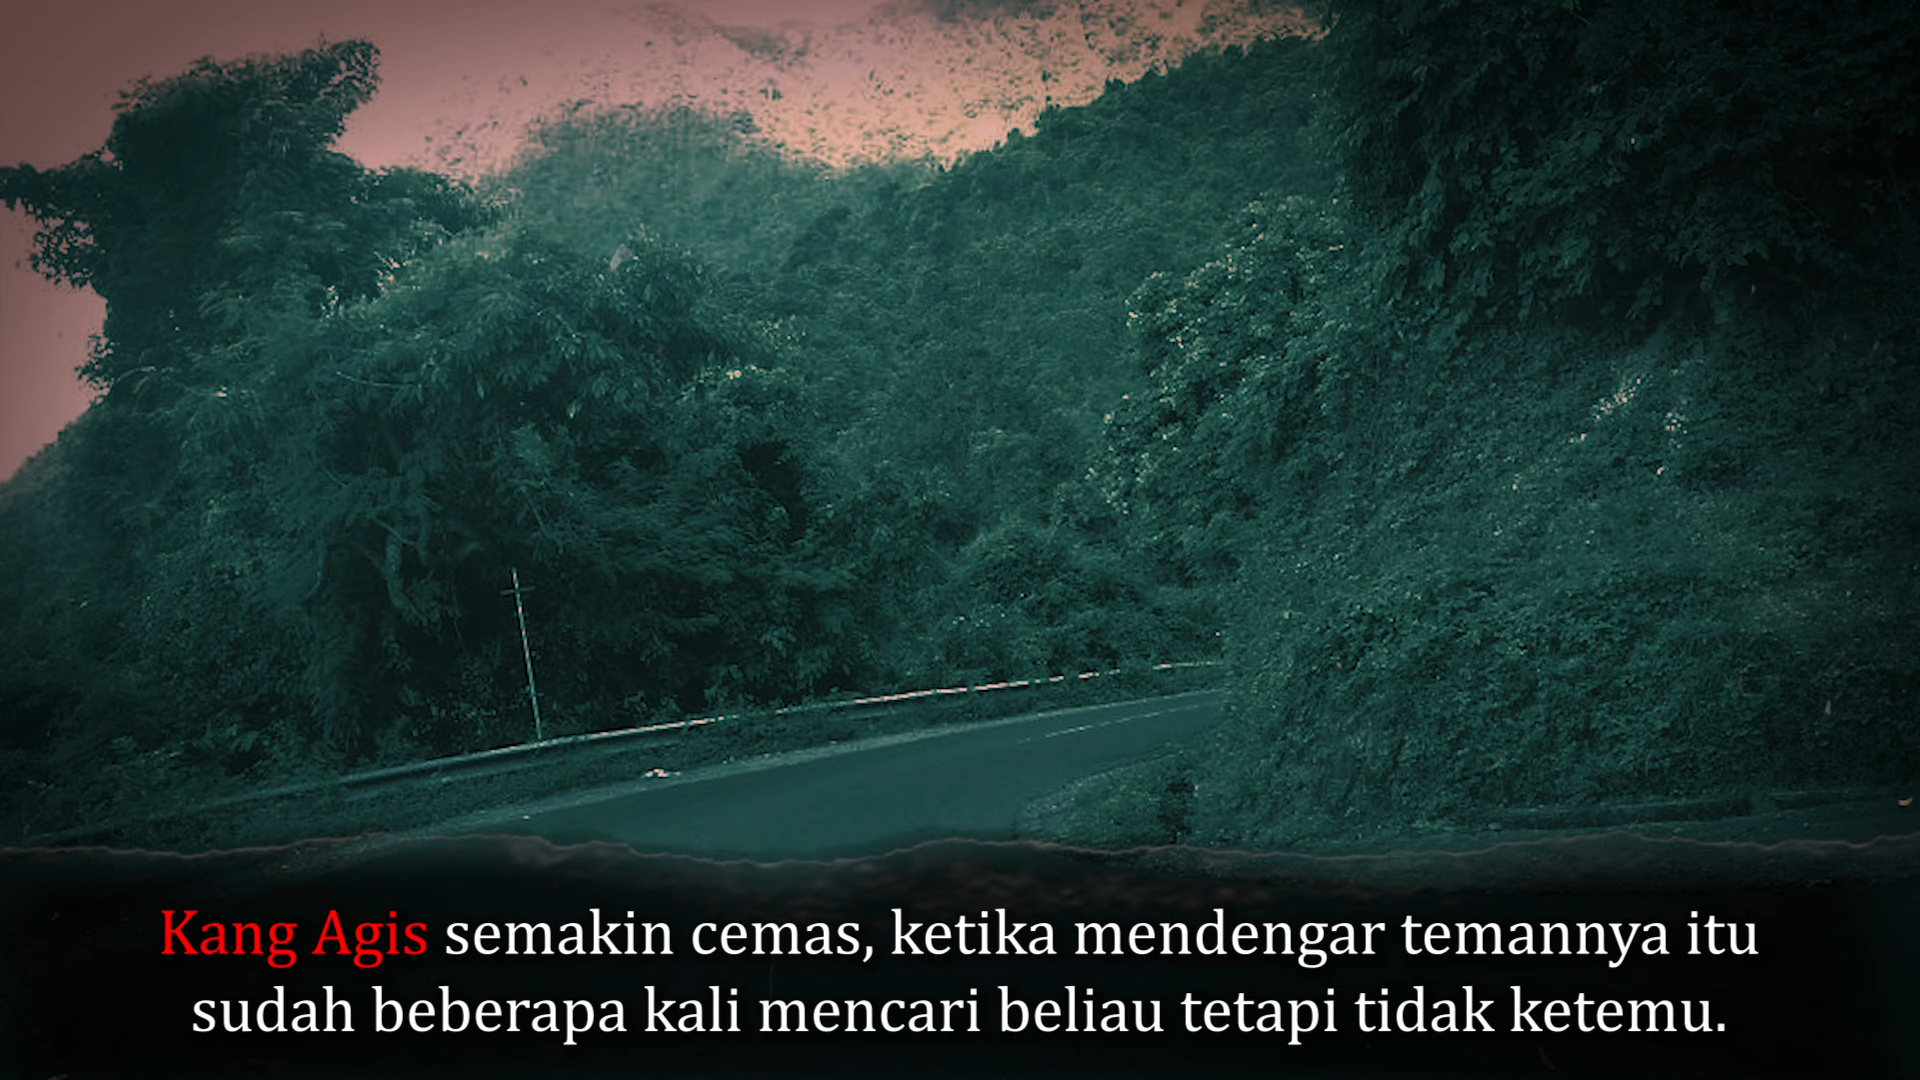 Kang Agis semakin cemas, ketika mendengar temannya itu
sudah beberapa kali mencari beliau tetapi tidak ketemu.